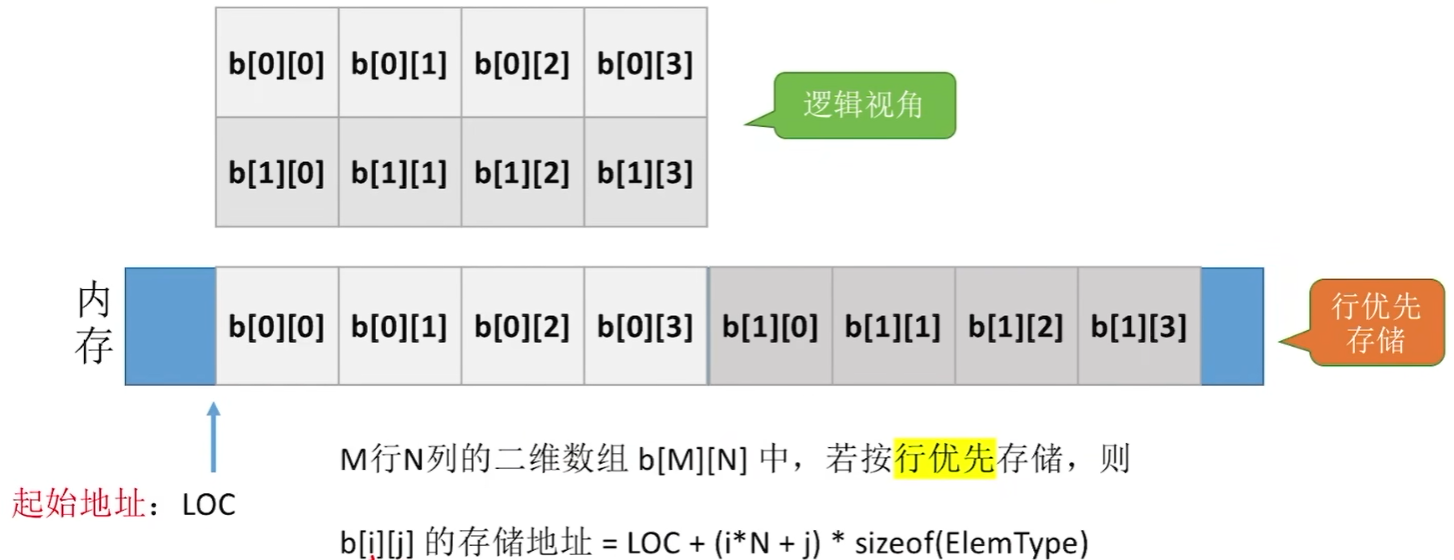 b[0][0] b[0][1] b[0][2] b[0][3]
逻辑视角
b[1][0] b[1][1] b[1][2] b[1][3]
内存
b[0][0] b[0][1] b[0][2] b[0][3] b[1][0] b[1][1] b[1][2] b[1][3]
行优先
存储
M行N列的二维数组 b[M][N] 中，若按行优先存储，则
起始地址：LOC
b[i][j] 的存储地址 = LOC + (i*N + j) * sizeof(ElemType)